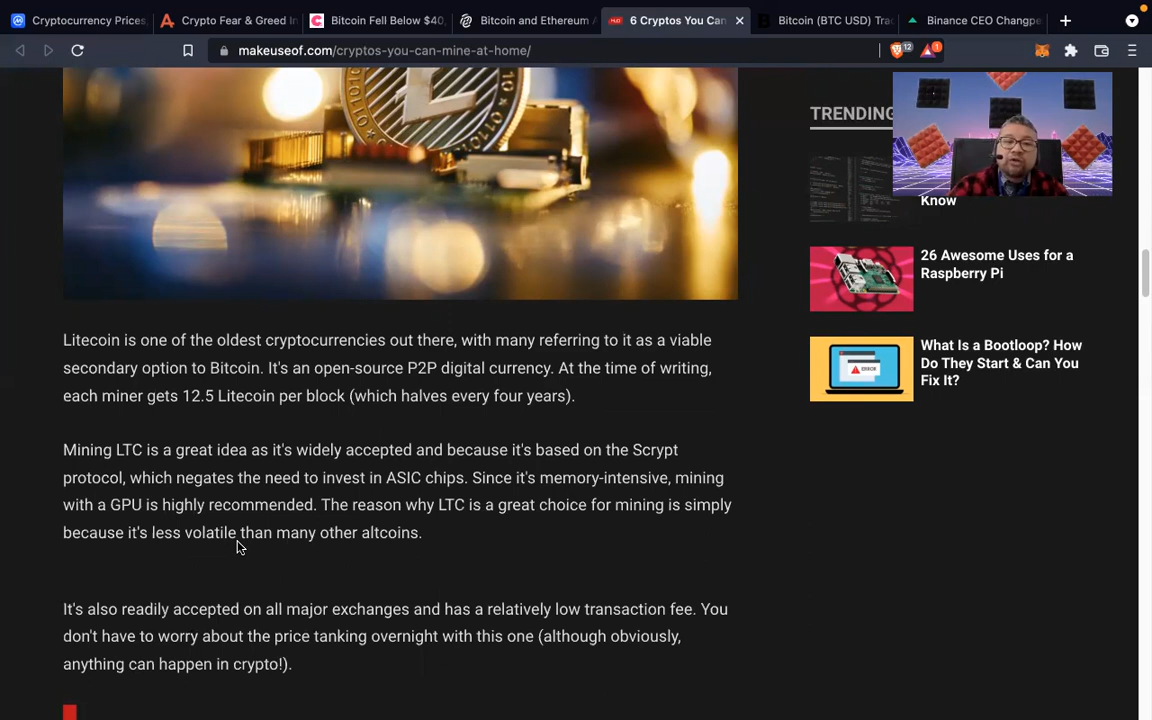 Cryptocurrency Prices,
Crypto Fear & Greed In
Bitcoin Fell Below $40,
Bitcoin and Ethereum A
6 Cryptos You Can
Bitcoin (BTC USD) Trad
Binance CEO Changpe
makeuseof.com/cryptos-you-can-mine-at-home/
12
1
TRENDING
Know
26 Awesome Uses for a
Raspberry Pi
What Is a Bootloop? How
Do They Start & Can You
Fix It?
ERROR
Litecoin is one of the oldest cryptocurrencies out there, with many referring to it as a viable
secondary option to Bitcoin. It's an open-source P2P digital currency. At the time of writing,
each miner gets 12.5 Litecoin per block (which halves every four years).
Mining LTC is a great idea as it's widely accepted and because it's based on the Scrypt
protocol, which negates the need to invest in ASIC chips. Since it's memory-intensive, mining
with a GPU is highly recommended. The reason why LTC is a great choice for mining is simply
because it's less volatile than many other altcoins.
It's also readily accepted on all major exchanges and has a relatively low transaction fee. You
don't have to worry about the price tanking overnight with this one (although obviously,
anything can happen in crypto!).